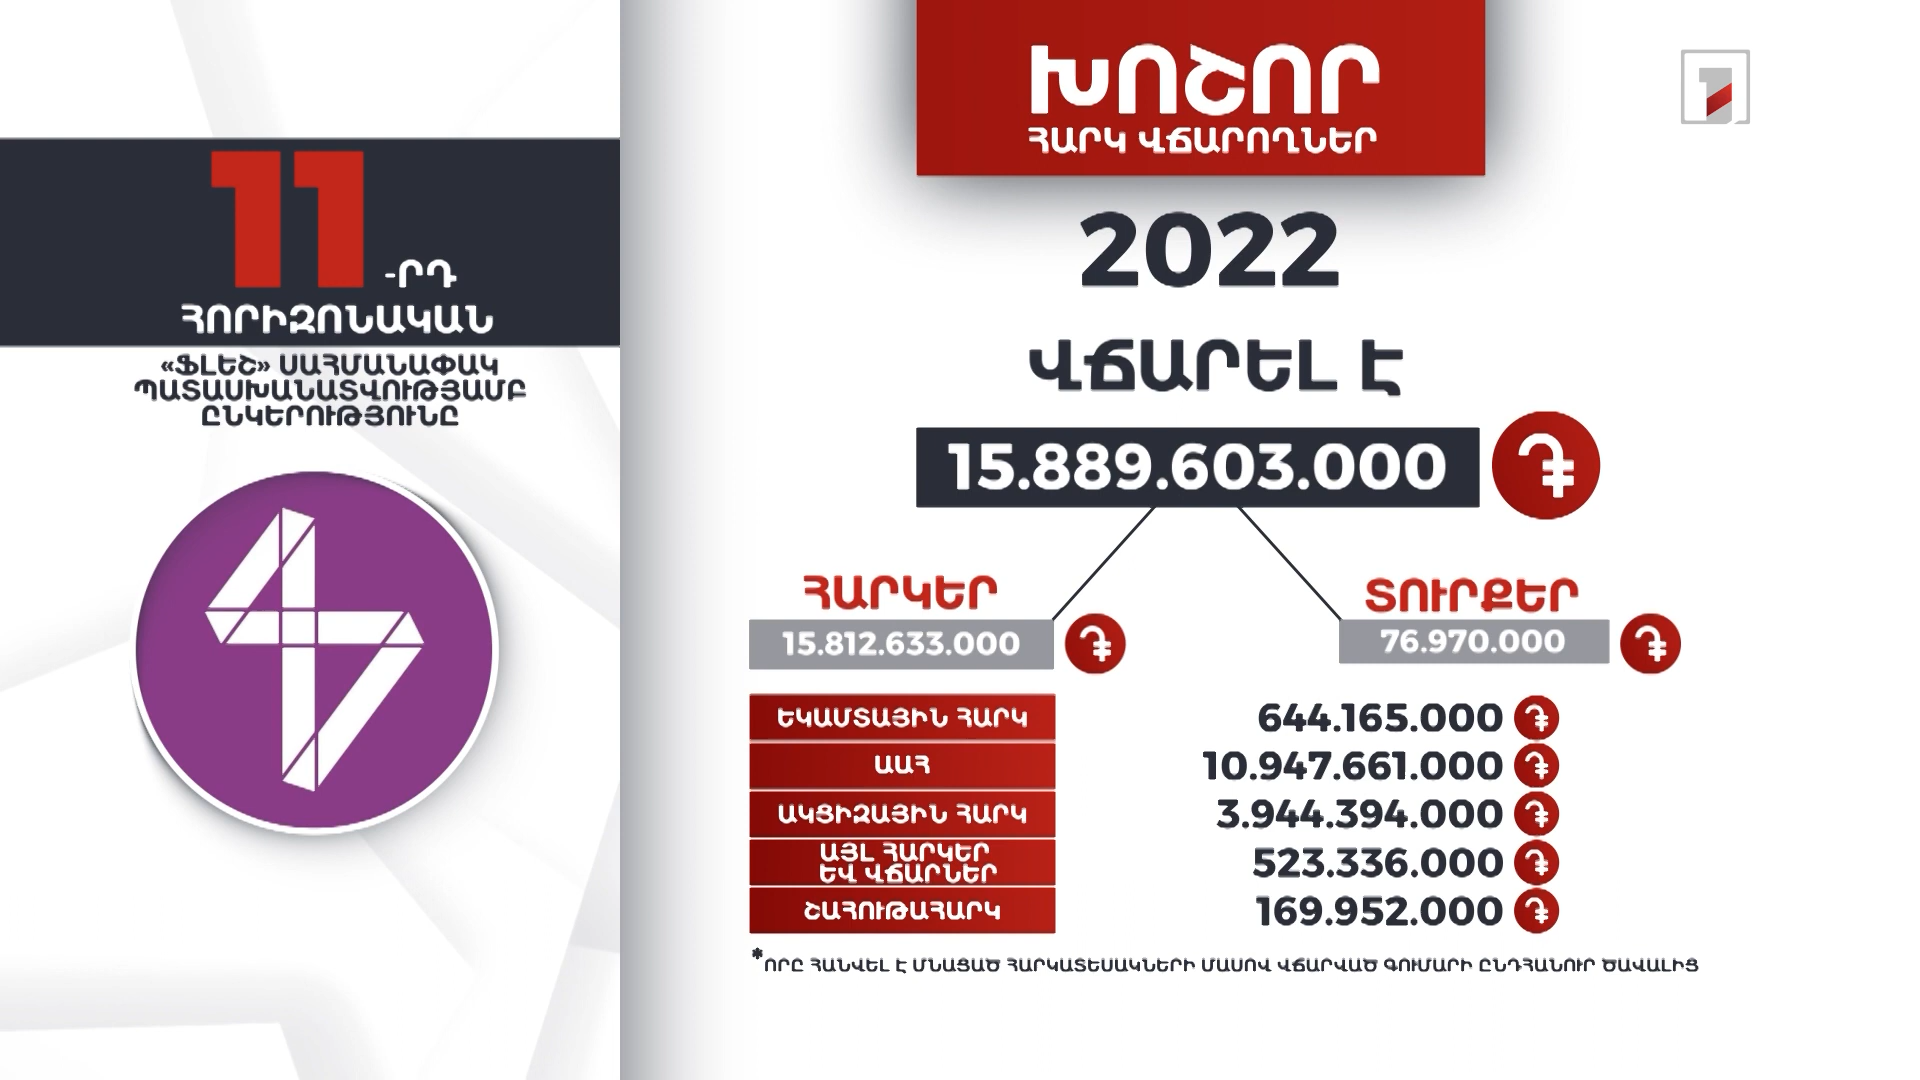 11
-ՐԴ
ՀՈՐԻԶՈՆԱԿԱՆ
«ՖԼԵՇ» ՍԱՀՄԱՆԱՓԱԿ
ՊԱՏԱՍԽԱՆԱՏՎՈՒԹՅԱՄԲ
ԸՆԿԵՐՈՒԹՅՈՒՆԸ
ԽՈՇՈՐ
ՀԱՐԿ ՎՃԱՐՈՂՆԵՐ
1
2022
ՎՃԱՐԵԼ Է
15.889.603.000 ֏
ՀԱՐԿԵՐ
15.812.633.000 ֏
ՏՈՒՐՔԵՐ
76.970.000 ֏
ԵԿԱՄՏԱՅԻՆ ՀԱՐԿ 644.165.000 ֏
ԱԱՀ 10.947.661.000 ֏
ԱԿՑԻԶԱՅԻՆ ՀԱՐԿ 3.944.394.000 ֏
ԱՅԼ ՀԱՐԿԵՐ
ԵՎ ՎՃԱՐՆԵՐ 523.336.000 ֏
ՇԱՀՈՒԹԱՀԱՐԿ 169.952.000 ֏
*ՈՐԸ ՀԱՆՎԵԼ Է ՄՆԱՑԱԾ ՀԱՐԿԱՏԵՍԱԿՆԵՐԻ ՄԱՍՈՎ ՎՃԱՐՎԱԾ ԳՈՒՄԱՐԻ ԸՆԴՀԱՆՈՒՐ ԾԱՎԱԼԻՑ